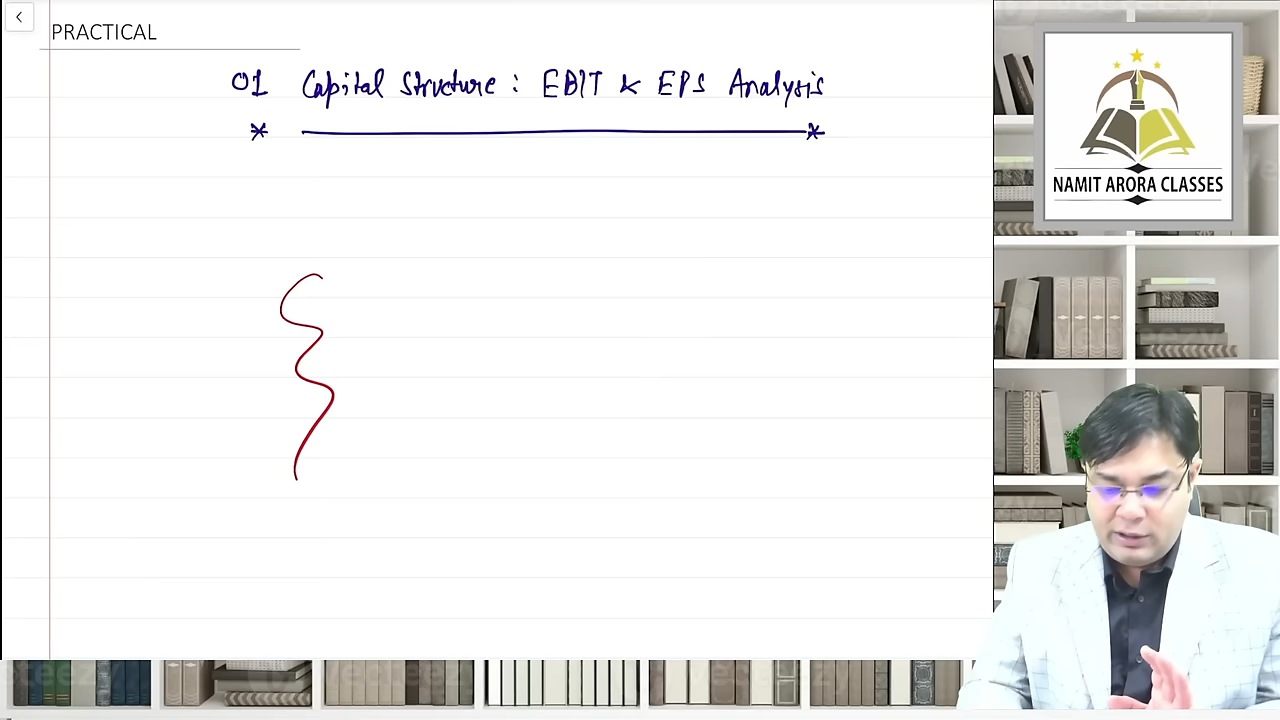 PRACTICAL
01 Capital Structure : EBIT & EPS Analysis
NAMIT ARORA CLASSES